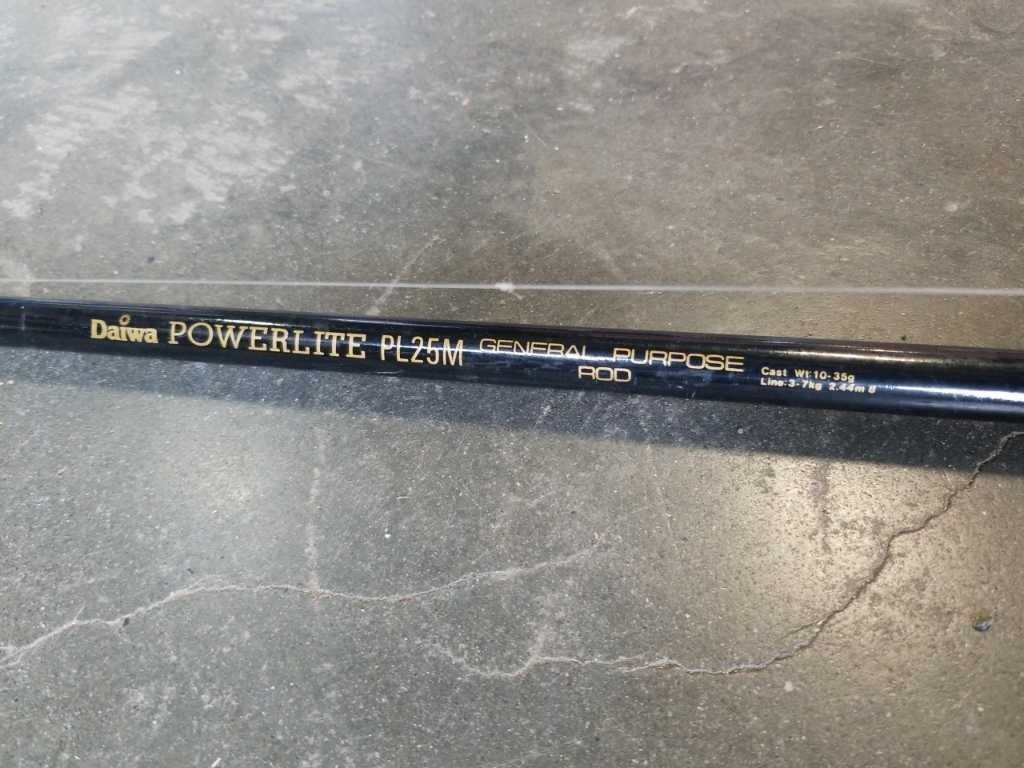 Daiwa POWERLITE PL25M GENERAL PURPOSE
ROD
Cast Wt:10-35g
Line:3-7kg 2.44m 8